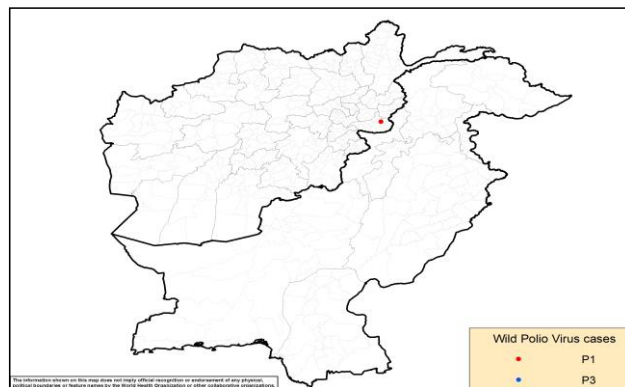 Wild Polio Virus cases
P1
P3
The information shown on this map does not imply official recognition or endorsement of any physical,
political boundaries or feature names by the World Health Organization or other collaborative organizations.